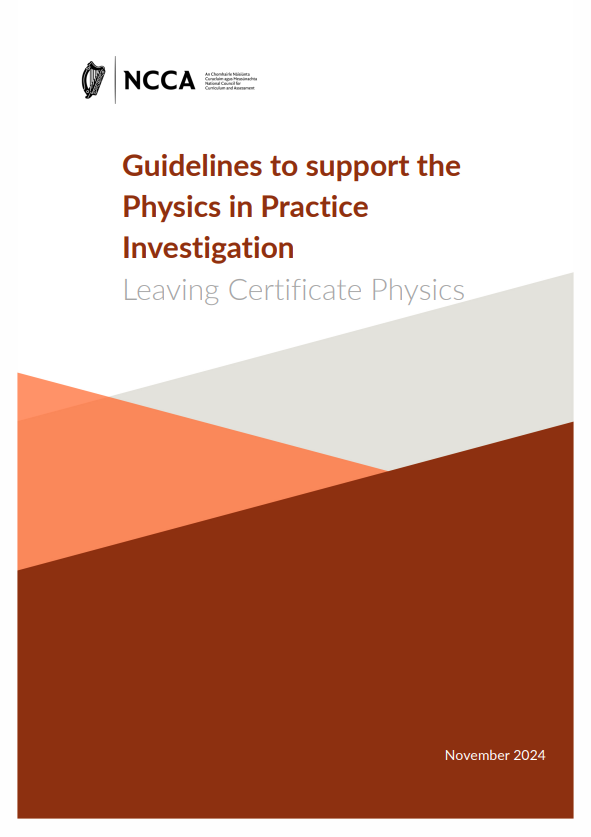 NCCA
An Chomhairle Náisiúnta
Curaclaim agus Measúnachta
National Council for
Curriculum and Assessment
Guidelines to support the
Physics in Practice
Investigation
Leaving Certificate Physics
November 2024